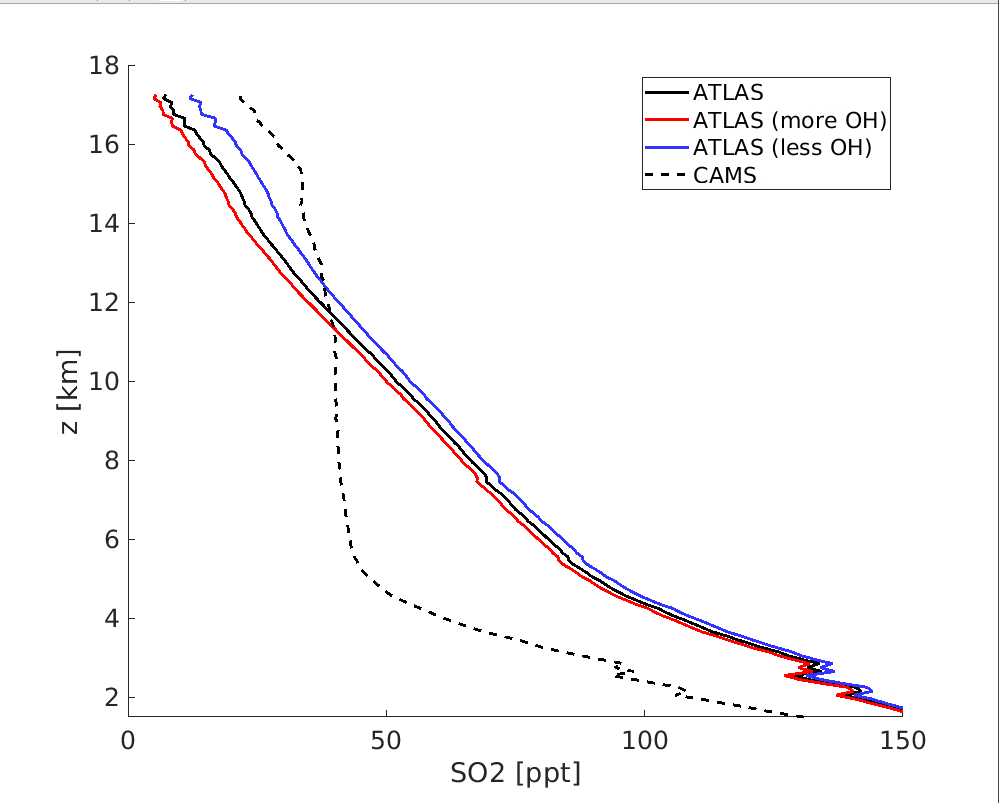 18
16
14
12
10
8
6
4
2
z [km]
0
50
100
150
SO2 [ppt]
ATLAS
ATLAS (more OH)
ATLAS (less OH)
CAMS